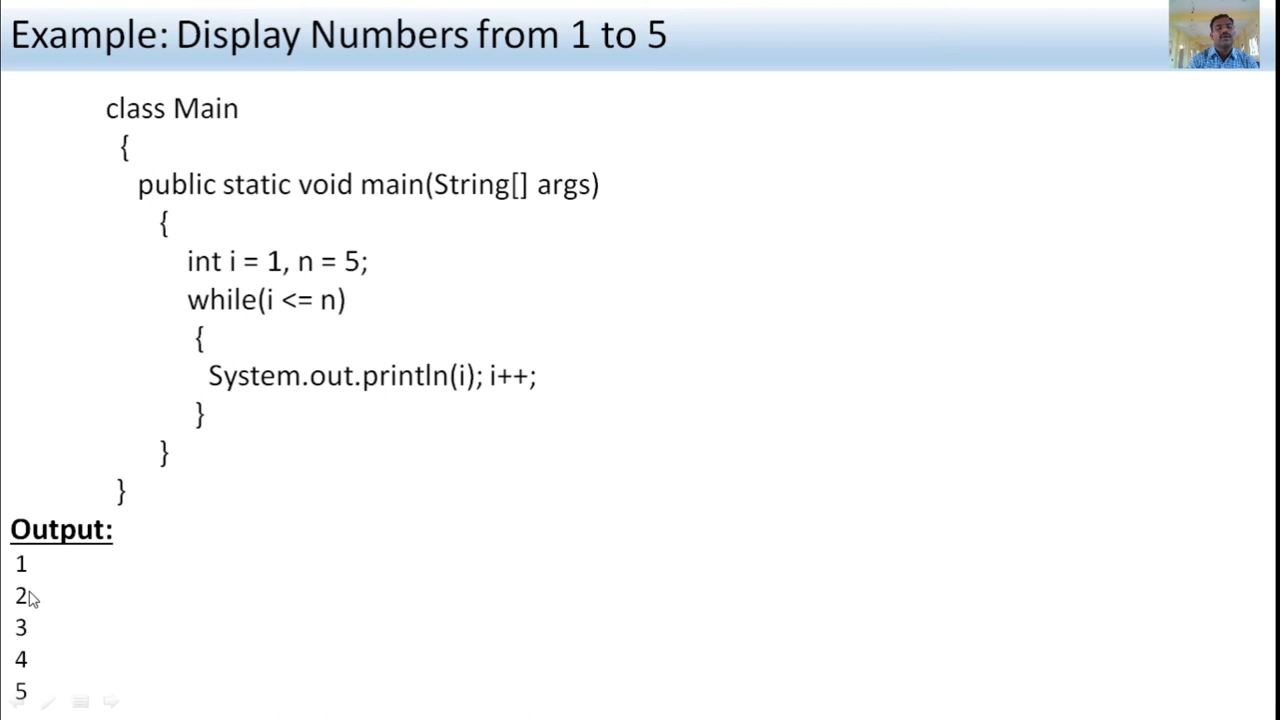 Example: Display Numbers from 1 to 5
class Main
{
public static void main(String[] args)
{
int i = 1, n = 5;
while(i <= n)
{
System.out.println(i); i++;
}
}
}
Output:
1
2
3
4
5